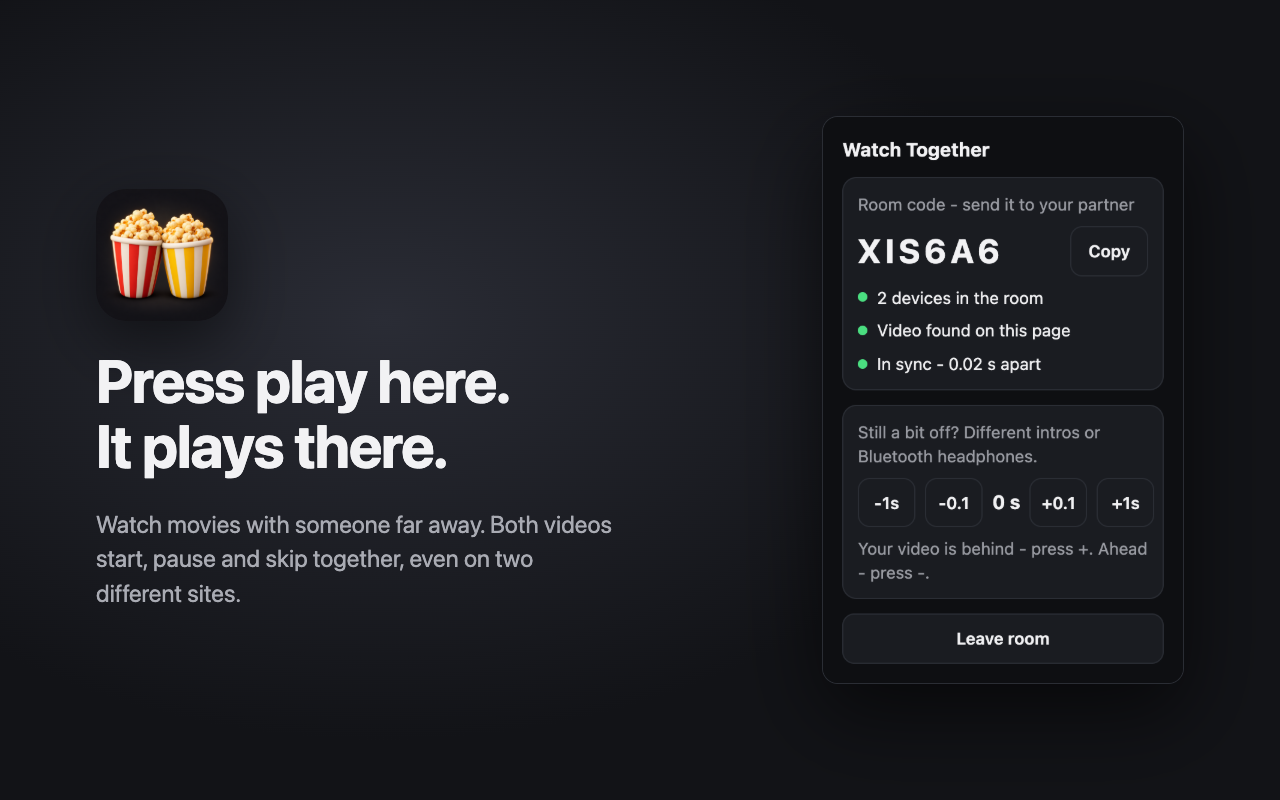 Press play here.
It plays there.
Watch movies with someone far away. Both videos
start, pause and skip together, even on two
different sites.
Watch Together
Room code - send it to your partner
XIS6A6
Copy
2 devices in the room
Video found on this page
In sync - 0.02 s apart
Still a bit off? Different intros or
Bluetooth headphones.
-1s -0.1 0 s +0.1 +1s
Your video is behind - press +. Ahead
- press -.
Leave room